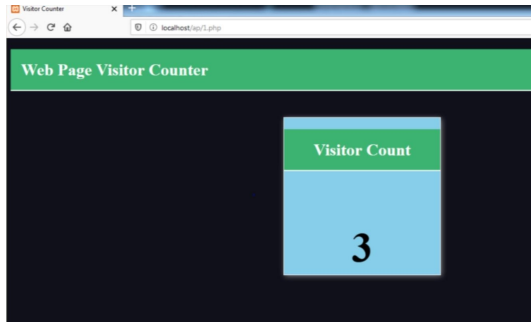 Visitor Counter
localhost/ap/1.php
Web Page Visitor Counter
Visitor Count
3